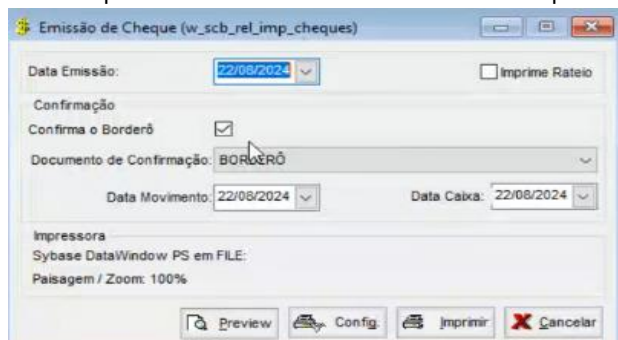 Emissão de Cheque (w_scb_rel_imp_cheques)
Data Emissão: 22/08/2024 Imprime Rateio
Confirmação
Confirma o Borderô
Documento de Confirmação: BORDERÔ
Data Movimento: 22/08/2024 Data Caixa: 22/08/2024
Impressora
Sybase DataWindow PS em FILE:
Paisagem / Zoom: 100%
Preview Config. Imprimir Cancelar